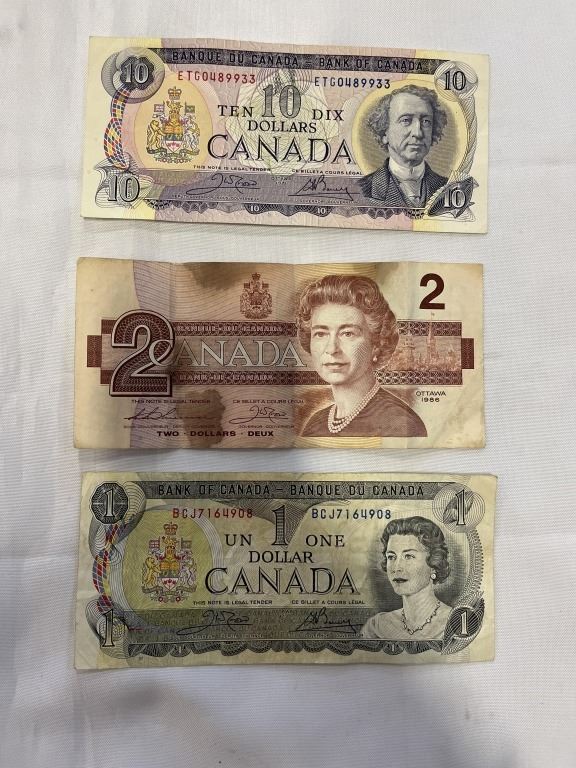 BANQUE DU CANADA BANK OF CANADA
10 ETG0489933 ETG0489933 10
TEN 10 DIX
DOLLARS
CANADA
THIS NOTE IS LEGAL TENDER CE BILLET A COURS LÉGAL
10 10
10 10
2
BANQUE DU CANADA
2 CANADA
BANK OF CANADA
THIS NOTE IS LEGAL TENDER CE BILLET A COURS LÉGAL
OTTAWA
1986
TWO · DOLLARS · DEUX
BANK OF CANADA – BANQUE DU CANADA
1 BCJ7164908 BCJ7164908 1
UN 1 ONE
DOLLAR
CANADA
THIS NOTE IS LEGAL TENDER CE BILLET A COURS LÉGAL
1 1